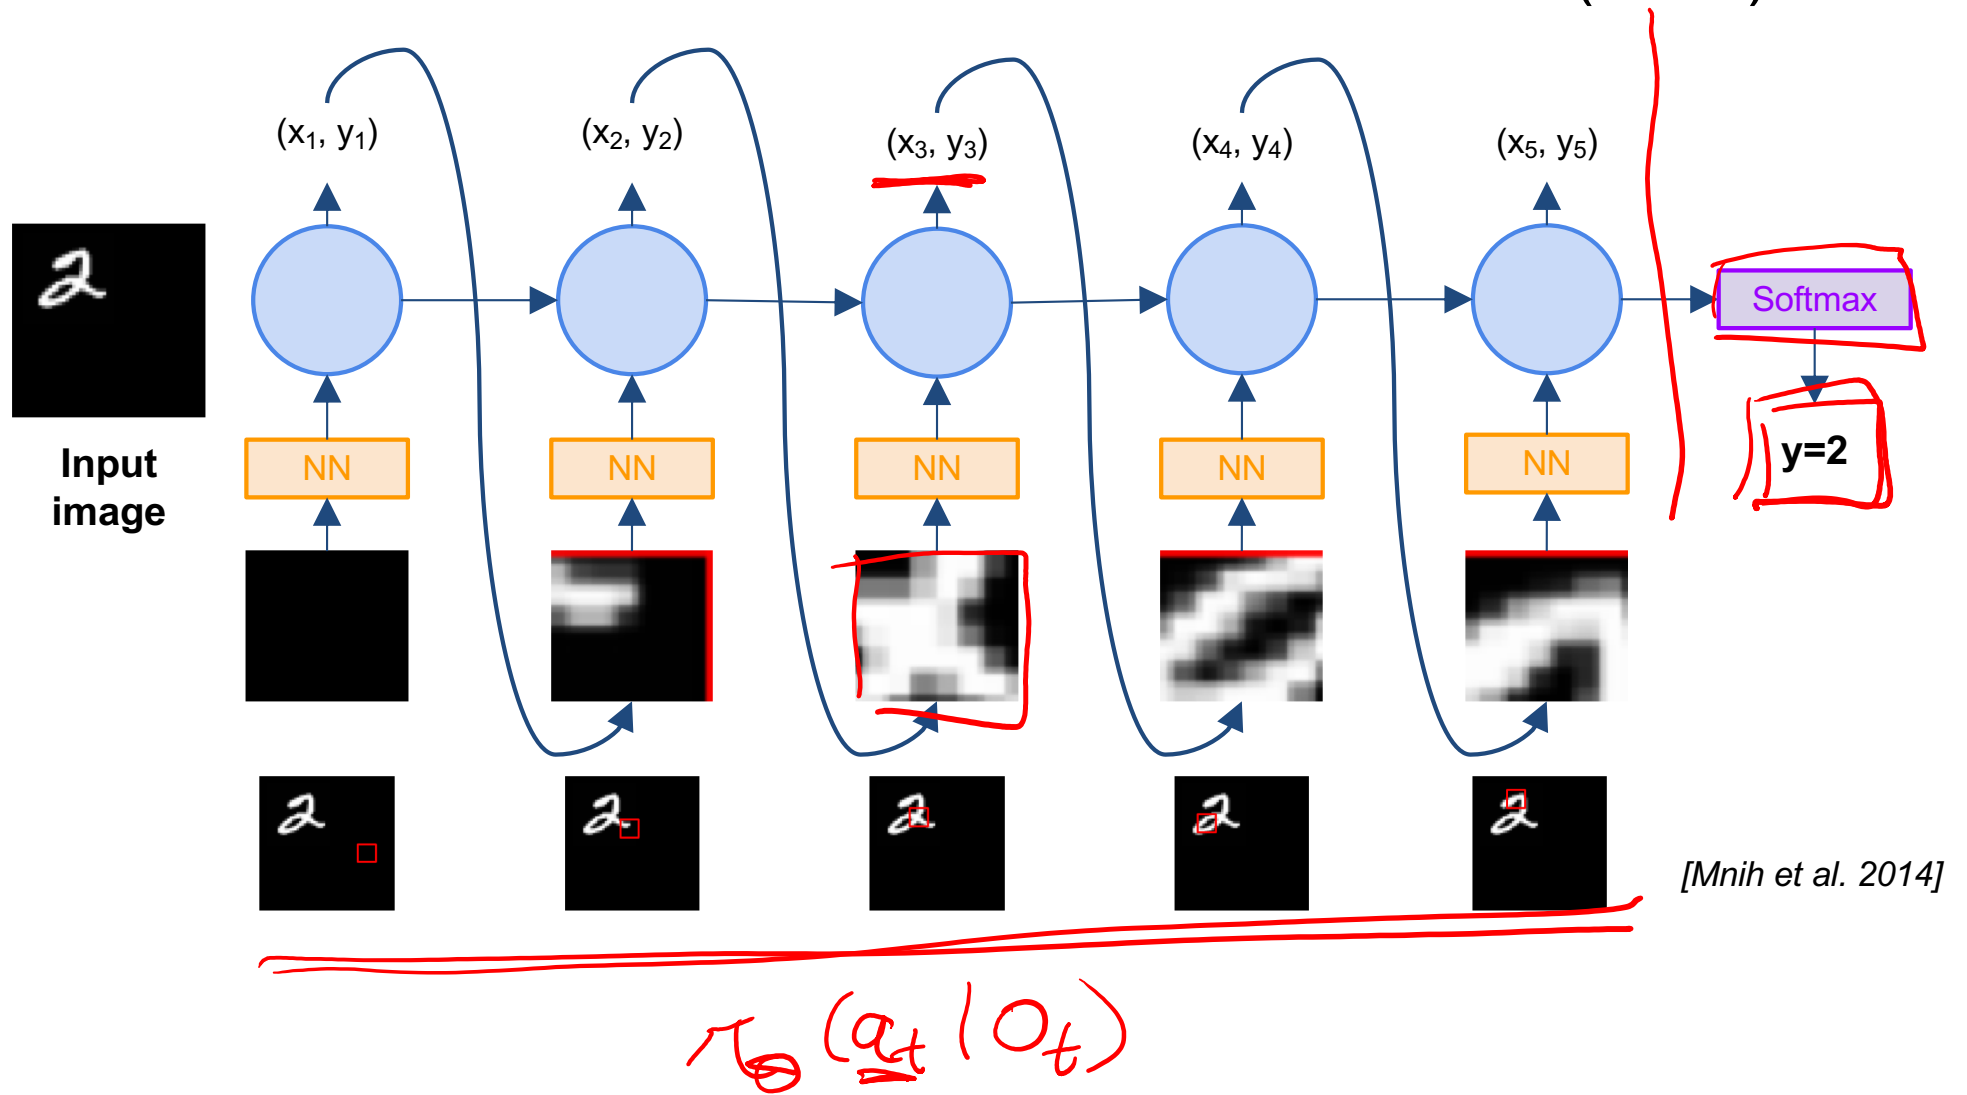 (x₁, y₁) (x₂, y₂) (x₃, y₃) (x₄, y₄) (x₅, y₅)
Softmax
Input
image
NN NN NN NN NN
y=2
[Mnih et al. 2014]
π_θ (a_t | O_t)